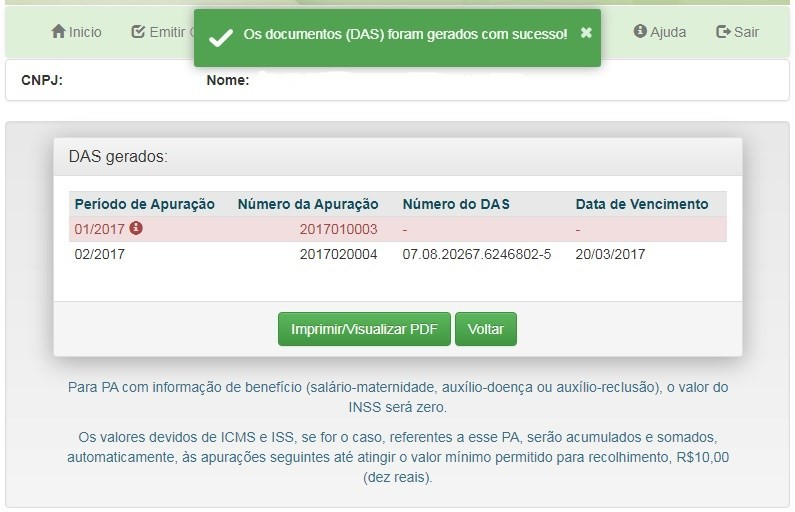 Inicio Emitir Os documentos (DAS) foram gerados com sucesso! × Ajuda Sair
CNPJ: Nome:
DAS gerados:
Período de Apuração Número da Apuração Número do DAS Data de Vencimento
01/2017 2017010003 - -
02/2017 2017020004 07.08.20267.6246802-5 20/03/2017
Imprimir/Visualizar PDF Voltar
Para PA com informação de benefício (salário-maternidade, auxílio-doença ou auxílio-reclusão), o valor do
INSS será zero.
Os valores devidos de ICMS e ISS, se for o caso, referentes a esse PA, serão acumulados e somados,
automaticamente, às apurações seguintes até atingir o valor mínimo permitido para recolhimento, R$10,00
(dez reais).